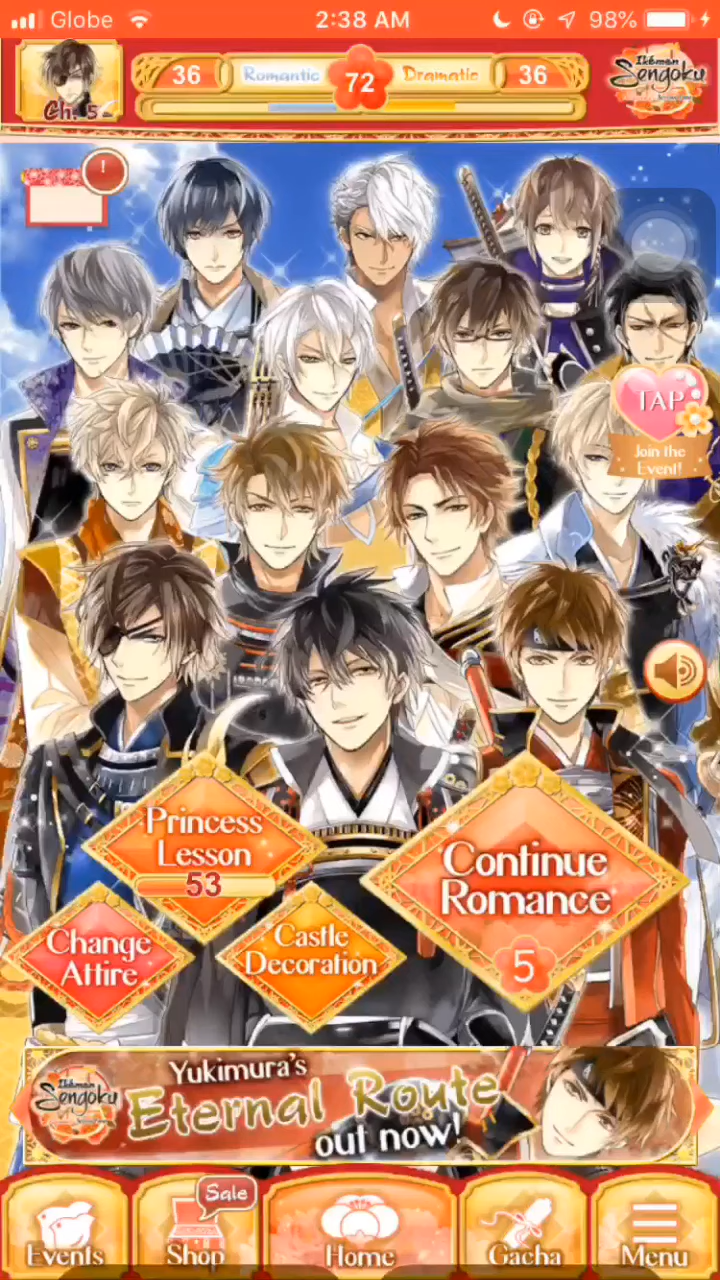 Globe
2:38 AM
98%
Ch. 5
36
Romantic
72
Dramatic
36
Ikémen
Sengoku
!
TAP
Join the
Event!
Princess
Lesson
53
Continue
Romance
5
Change
Attire
Castle
Decoration
Ikémen
Sengoku
Yukimura's
Eternal Route
out now!
Sale
Events
Shop
Home
Gacha
Menu